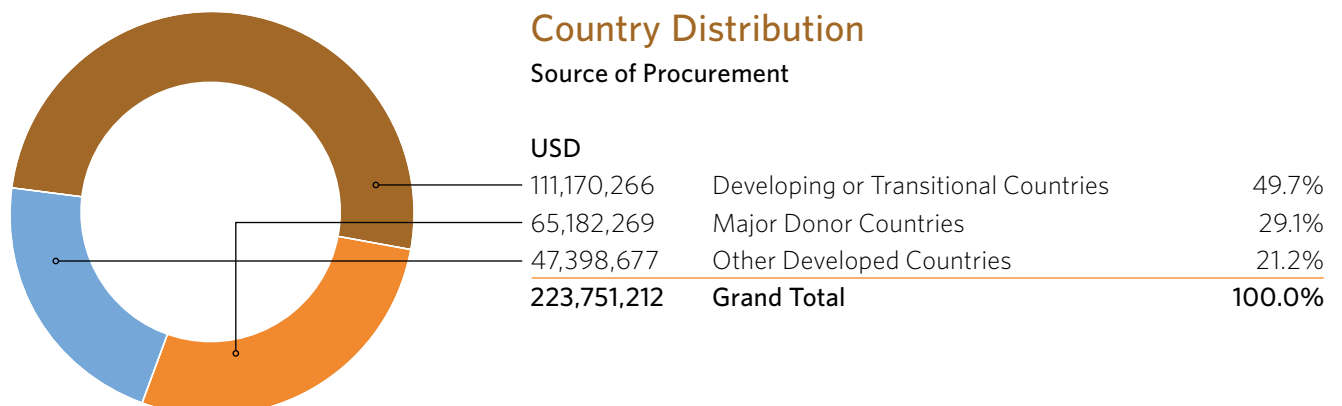 Country Distribution
Source of Procurement
USD
111,170,266 Developing or Transitional Countries 49.7%
65,182,269 Major Donor Countries 29.1%
47,398,677 Other Developed Countries 21.2%
223,751,212 Grand Total 100.0%